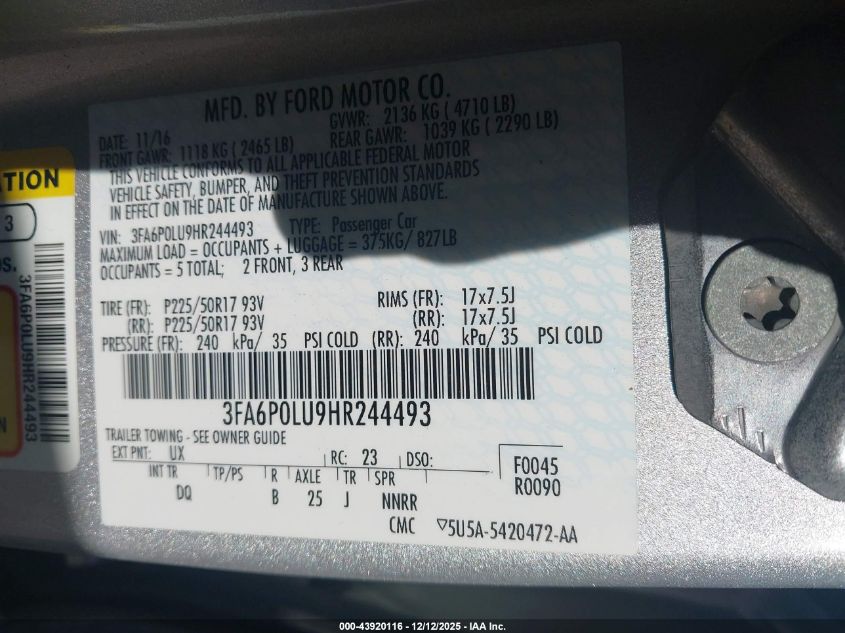 MFD. BY FORD MOTOR CO.
DATE: 11/16 GVWR: 2136 KG ( 4710 LB)
FRONT GAWR: 1118 KG ( 2465 LB) REAR GAWR: 1039 KG ( 2290 LB)
THIS VEHICLE CONFORMS TO ALL APPLICABLE FEDERAL MOTOR
VEHICLE SAFETY, BUMPER, AND THEFT PREVENTION STANDARDS
IN EFFECT ON THE DATE OF MANUFACTURE SHOWN ABOVE.
VIN: 3FA6P0LU9HR244493 TYPE: Passenger Car
MAXIMUM LOAD = OCCUPANTS + LUGGAGE = 375KG/ 827LB
OCCUPANTS = 5 TOTAL; 2 FRONT, 3 REAR
TIRE (FR): P225/50R17 93V RIMS (FR): 17x7.5J
(RR): P225/50R17 93V (RR): 17x7.5J
PRESSURE (FR): 240 kPa/ 35 PSI COLD (RR): 240 kPa/ 35 PSI COLD
3FA6P0LU9HR244493
TRAILER TOWING - SEE OWNER GUIDE
EXT PNT: UX RC: 23 DSO: F0045
INT TR TP/PS R AXLE TR SPR R0090
DQ B 25 J NNRR
CMC 5U5A-5420472-AA
TION
3
3FA6P0LU9HR244493
000-43920116 - 12/12/2025 - IAA Inc.